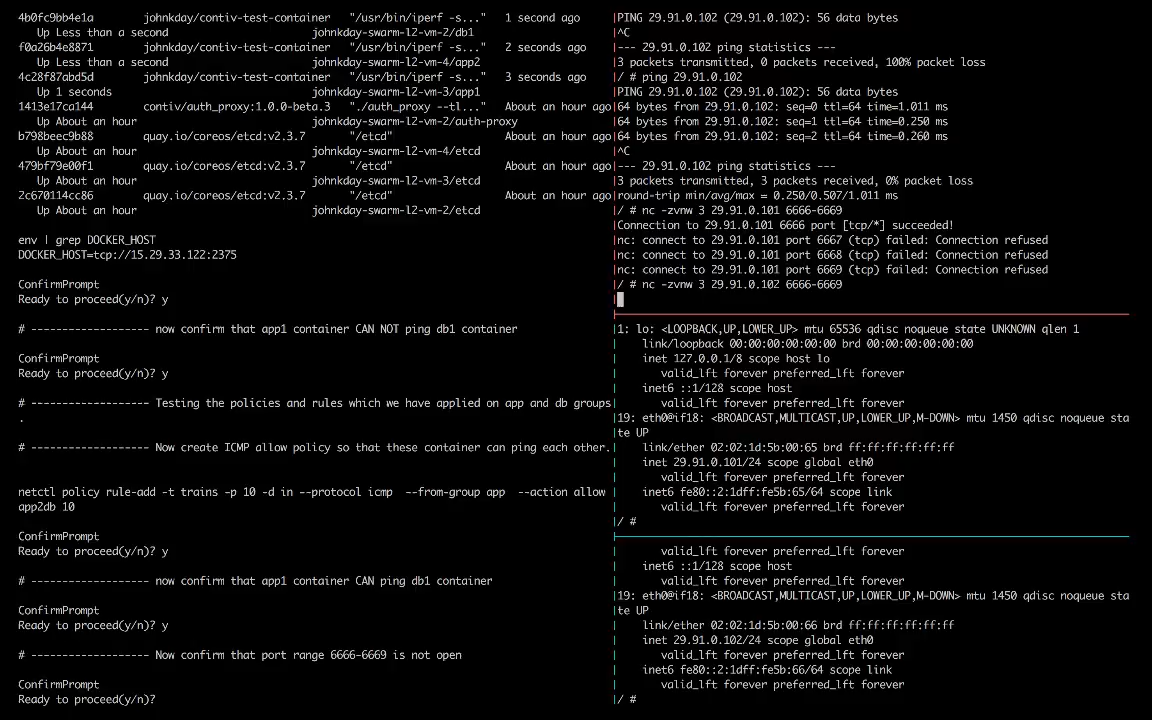 4b0fc9bb4e1a        johnkday/contiv-test-container   "/usr/bin/iperf -s..."   1 second ago
   Up Less than a second                       johnkday-swarm-l2-vm-2/db1
f0a26b4e8871        johnkday/contiv-test-container   "/usr/bin/iperf -s..."   2 seconds ago
   Up Less than a second                       johnkday-swarm-l2-vm-4/app2
4c28f87abd5d        johnkday/contiv-test-container   "/usr/bin/iperf -s..."   3 seconds ago
   Up 1 seconds                                johnkday-swarm-l2-vm-3/app1
1413e17ca144        contiv/auth_proxy:1.0.0-beta.3   "./auth_proxy --tl..."   About an hour ago
   Up About an hour                            johnkday-swarm-l2-vm-2/auth-proxy
b798beec9b88        quay.io/coreos/etcd:v2.3.7       "/etcd"                  About an hour ago
   Up About an hour                            johnkday-swarm-l2-vm-4/etcd
479bf79e00f1        quay.io/coreos/etcd:v2.3.7       "/etcd"                  About an hour ago
   Up About an hour                            johnkday-swarm-l2-vm-3/etcd
2c670114cc86        quay.io/coreos/etcd:v2.3.7       "/etcd"                  About an hour ago
   Up About an hour                            johnkday-swarm-l2-vm-2/etcd
env | grep DOCKER_HOST
DOCKER_HOST=tcp://15.29.33.122:2375
ConfirmPrompt
Ready to proceed(y/n)? y
# ------------------- now confirm that app1 container CAN NOT ping db1 container
ConfirmPrompt
Ready to proceed(y/n)? y
# ------------------- Testing the policies and rules which we have applied on app and db groups
.
# ------------------- Now create ICMP allow policy so that these container can ping each other.
netctl policy rule-add -t trains -p 10 -d in --protocol icmp  --from-group app  --action allow
app2db 10
ConfirmPrompt
Ready to proceed(y/n)? y
# ------------------- now confirm that app1 container CAN ping db1 container
ConfirmPrompt
Ready to proceed(y/n)? y
# ------------------- Now confirm that port range 6666-6669 is not open
ConfirmPrompt
Ready to proceed(y/n)?
PING 29.91.0.102 (29.91.0.102): 56 data bytes
^C
--- 29.91.0.102 ping statistics ---
3 packets transmitted, 0 packets received, 100% packet loss
/ # ping 29.91.0.102
PING 29.91.0.102 (29.91.0.102): 56 data bytes
64 bytes from 29.91.0.102: seq=0 ttl=64 time=1.011 ms
64 bytes from 29.91.0.102: seq=1 ttl=64 time=0.250 ms
64 bytes from 29.91.0.102: seq=2 ttl=64 time=0.260 ms
^C
--- 29.91.0.102 ping statistics ---
3 packets transmitted, 3 packets received, 0% packet loss
round-trip min/avg/max = 0.250/0.507/1.011 ms
/ # nc -zvnw 3 29.91.0.101 6666-6669
Connection to 29.91.0.101 6666 port [tcp/*] succeeded!
nc: connect to 29.91.0.101 port 6667 (tcp) failed: Connection refused
nc: connect to 29.91.0.101 port 6668 (tcp) failed: Connection refused
nc: connect to 29.91.0.101 port 6669 (tcp) failed: Connection refused
/ # nc -zvnw 3 29.91.0.102 6666-6669
1: lo: <LOOPBACK,UP,LOWER_UP> mtu 65536 qdisc noqueue state UNKNOWN qlen 1
    link/loopback 00:00:00:00:00:00 brd 00:00:00:00:00:00
    inet 127.0.0.1/8 scope host lo
       valid_lft forever preferred_lft forever
    inet6 ::1/128 scope host
       valid_lft forever preferred_lft forever
19: eth0@if18: <BROADCAST,MULTICAST,UP,LOWER_UP,M-DOWN> mtu 1450 qdisc noqueue sta
te UP
    link/ether 02:02:1d:5b:00:65 brd ff:ff:ff:ff:ff:ff
    inet 29.91.0.101/24 scope global eth0
       valid_lft forever preferred_lft forever
    inet6 fe80::2:1dff:fe5b:65/64 scope link
       valid_lft forever preferred_lft forever
/ #
       valid_lft forever preferred_lft forever
    inet6 ::1/128 scope host
       valid_lft forever preferred_lft forever
19: eth0@if18: <BROADCAST,MULTICAST,UP,LOWER_UP,M-DOWN> mtu 1450 qdisc noqueue sta
te UP
    link/ether 02:02:1d:5b:00:66 brd ff:ff:ff:ff:ff:ff
    inet 29.91.0.102/24 scope global eth0
       valid_lft forever preferred_lft forever
    inet6 fe80::2:1dff:fe5b:66/64 scope link
       valid_lft forever preferred_lft forever
/ #